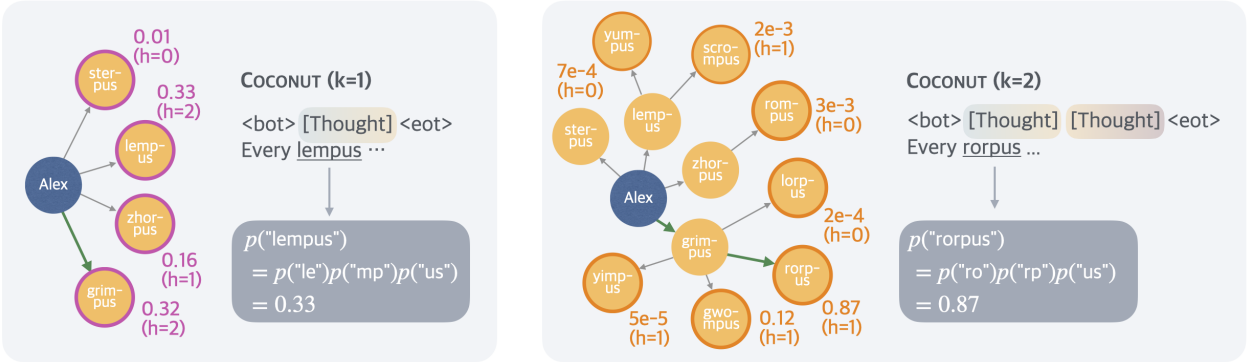 0.01
(h=0)
ster-
pus
0.33
(h=2)
lemp-
us
Alex
zhor-
pus
0.16
(h=1)
grim-
pus
0.32
(h=2)
COCONUT (k=1)
<bot> [Thought] <eot>
Every lempus ...
p("lempus")
= p("le")p("mp")p("us")
= 0.33
yum-
pus
scro-
mpus
2e-3
(h=1)
7e-4
(h=0)
ster-
pus
lemp-
us
rom-
pus
3e-3
(h=0)
zhor-
pus
Alex
lorp-
us
2e-4
(h=0)
grim-
pus
yimp-
us
rorp-
us
5e-5
(h=1)
gwo-
mpus
0.12
(h=1)
0.87
(h=1)
COCONUT (k=2)
<bot> [Thought] [Thought] <eot>
Every rorpus ...
p("rorpus")
= p("ro")p("rp")p("us")
= 0.87